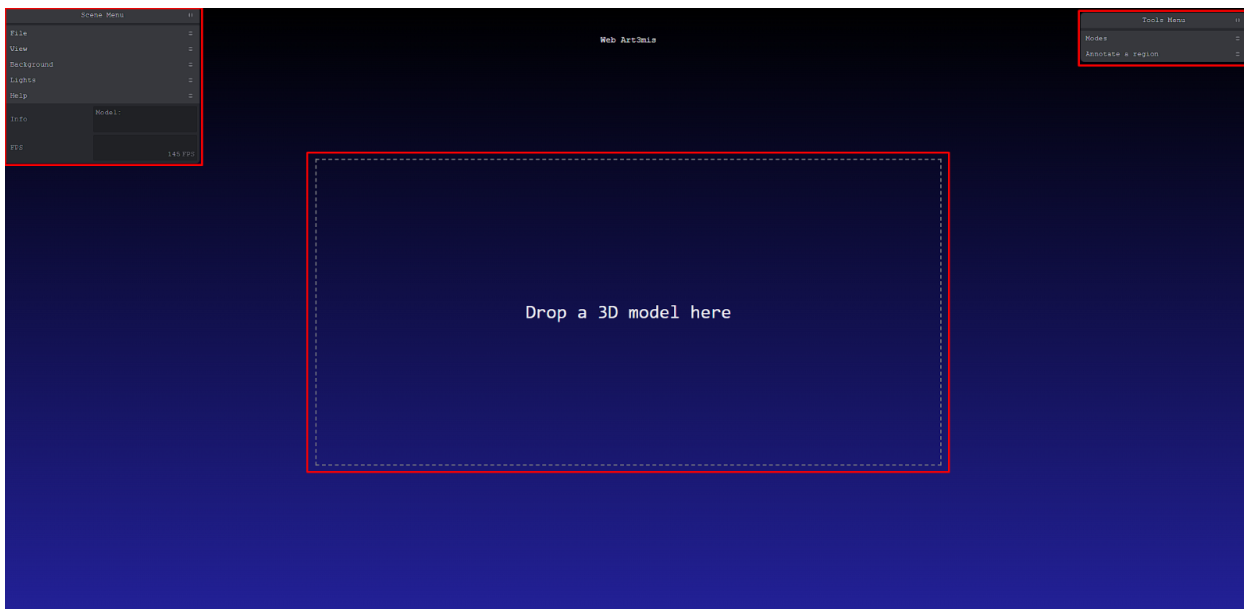 Scene Menu
File
View
Background
Lights
Help
Info
Model:
FPS
145 FPS
Web Art3mis
Tools Menu
Modes
Annotate a region
Drop a 3D model here